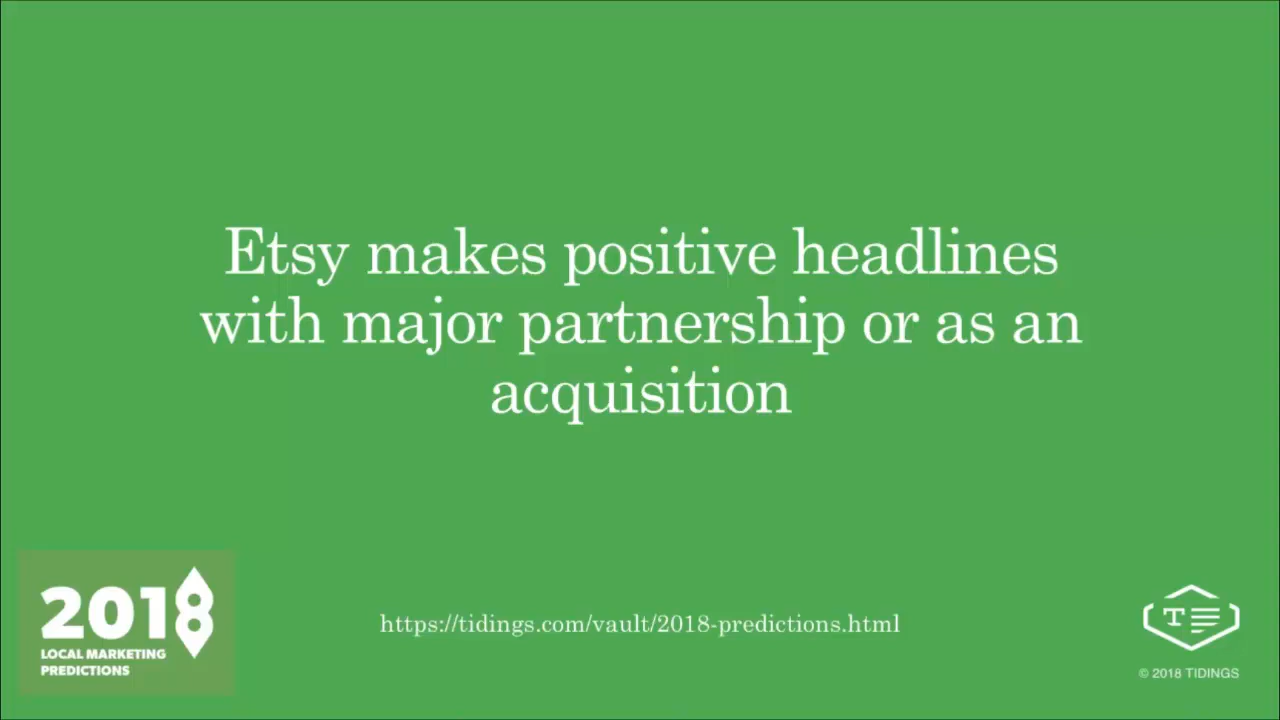 Etsy makes positive headlines
with major partnership or as an
acquisition
2018
LOCAL MARKETING
PREDICTIONS
https://tidings.com/vault/2018-predictions.html
T
© 2018 TIDINGS